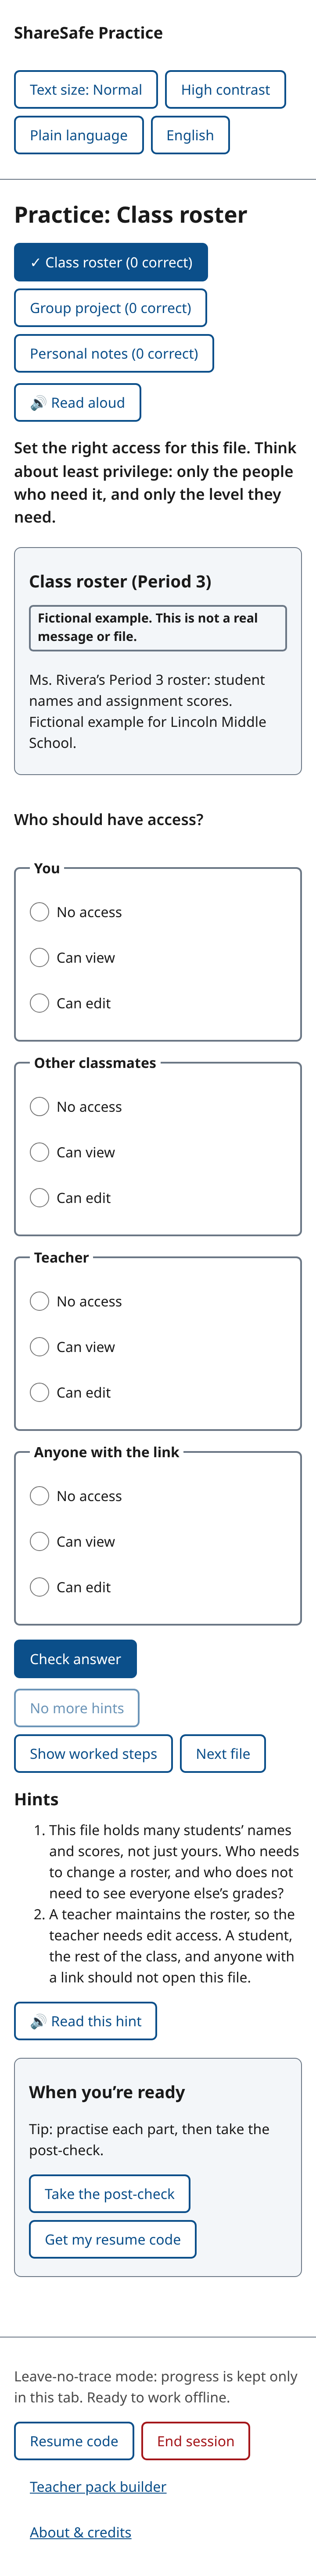 ShareSafe Practice
Text size: Normal
High contrast
Plain language
English
Practice: Class roster
✓ Class roster (0 correct)
Group project (0 correct)
Personal notes (0 correct)
🔊 Read aloud
Set the right access for this file. Think
about least privilege: only the people
who need it, and only the level they
need.
Class roster (Period 3)
Fictional example. This is not a real
message or file.
Ms. Rivera’s Period 3 roster: student
names and assignment scores.
Fictional example for Lincoln Middle
School.
Who should have access?
You
No access
Can view
Can edit
Other classmates
No access
Can view
Can edit
Teacher
No access
Can view
Can edit
Anyone with the link
No access
Can view
Can edit
Check answer
No more hints
Show worked steps
Next file
Hints
1. This file holds many students’ names
and scores, not just yours. Who needs
to change a roster, and who does not
need to see everyone else’s grades?
2. A teacher maintains the roster, so the
teacher needs edit access. A student,
the rest of the class, and anyone with
a link should not open this file.
🔊 Read this hint
When you’re ready
Tip: practise each part, then take the
post-check.
Take the post-check
Get my resume code
Leave-no-trace mode: progress is kept only
in this tab. Ready to work offline.
Resume code
End session
Teacher pack builder
About & credits